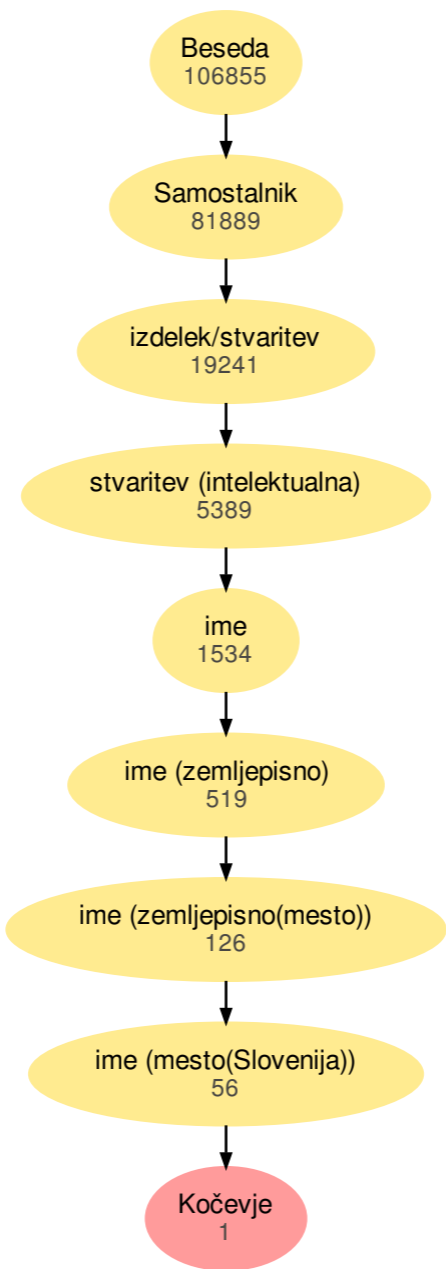 Beseda
106855
Samostalnik
81889
izdelek/stvaritev
19241
stvaritev (intelektualna)
5389
ime
1534
ime (zemljepisno)
519
ime (zemljepisno(mesto))
126
ime (mesto(Slovenija))
56
Kočevje
1